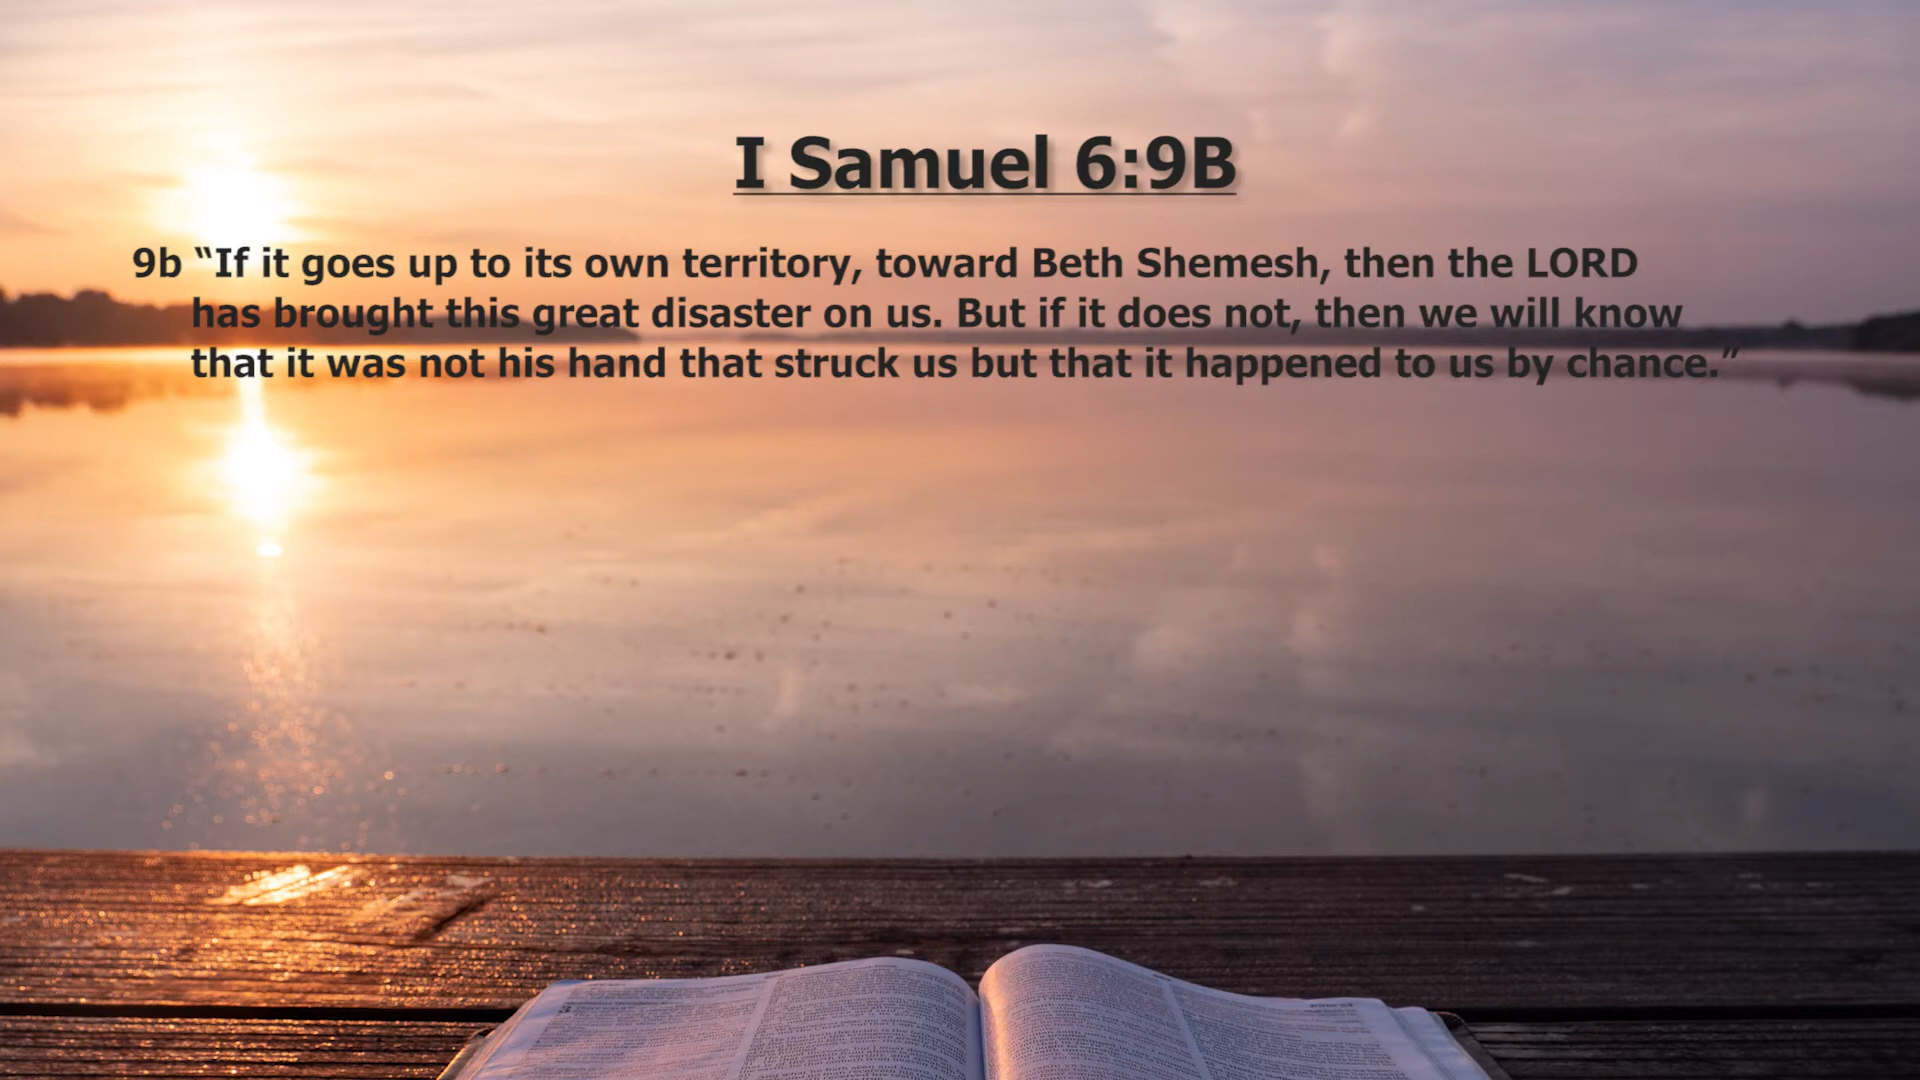 I Samuel 6:9B
9b “If it goes up to its own territory, toward Beth Shemesh, then the LORD
has brought this great disaster on us. But if it does not, then we will know
that it was not his hand that struck us but that it happened to us by chance.”